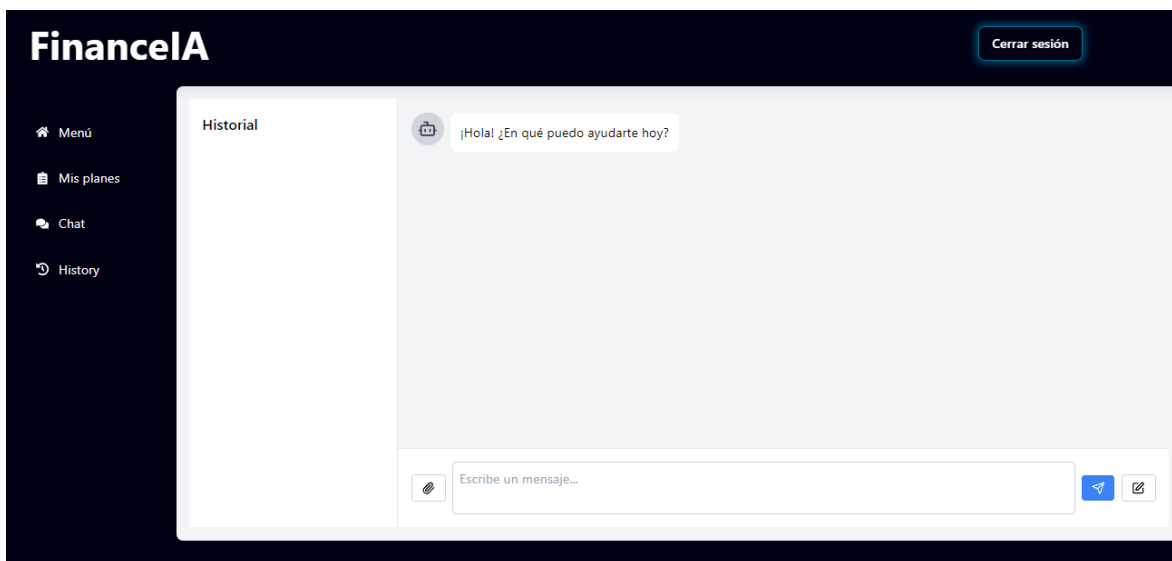 FinanceIA
Cerrar sesión
Menú
Mis planes
Chat
History
Historial
¡Hola! ¿En qué puedo ayudarte hoy?
Escribe un mensaje...